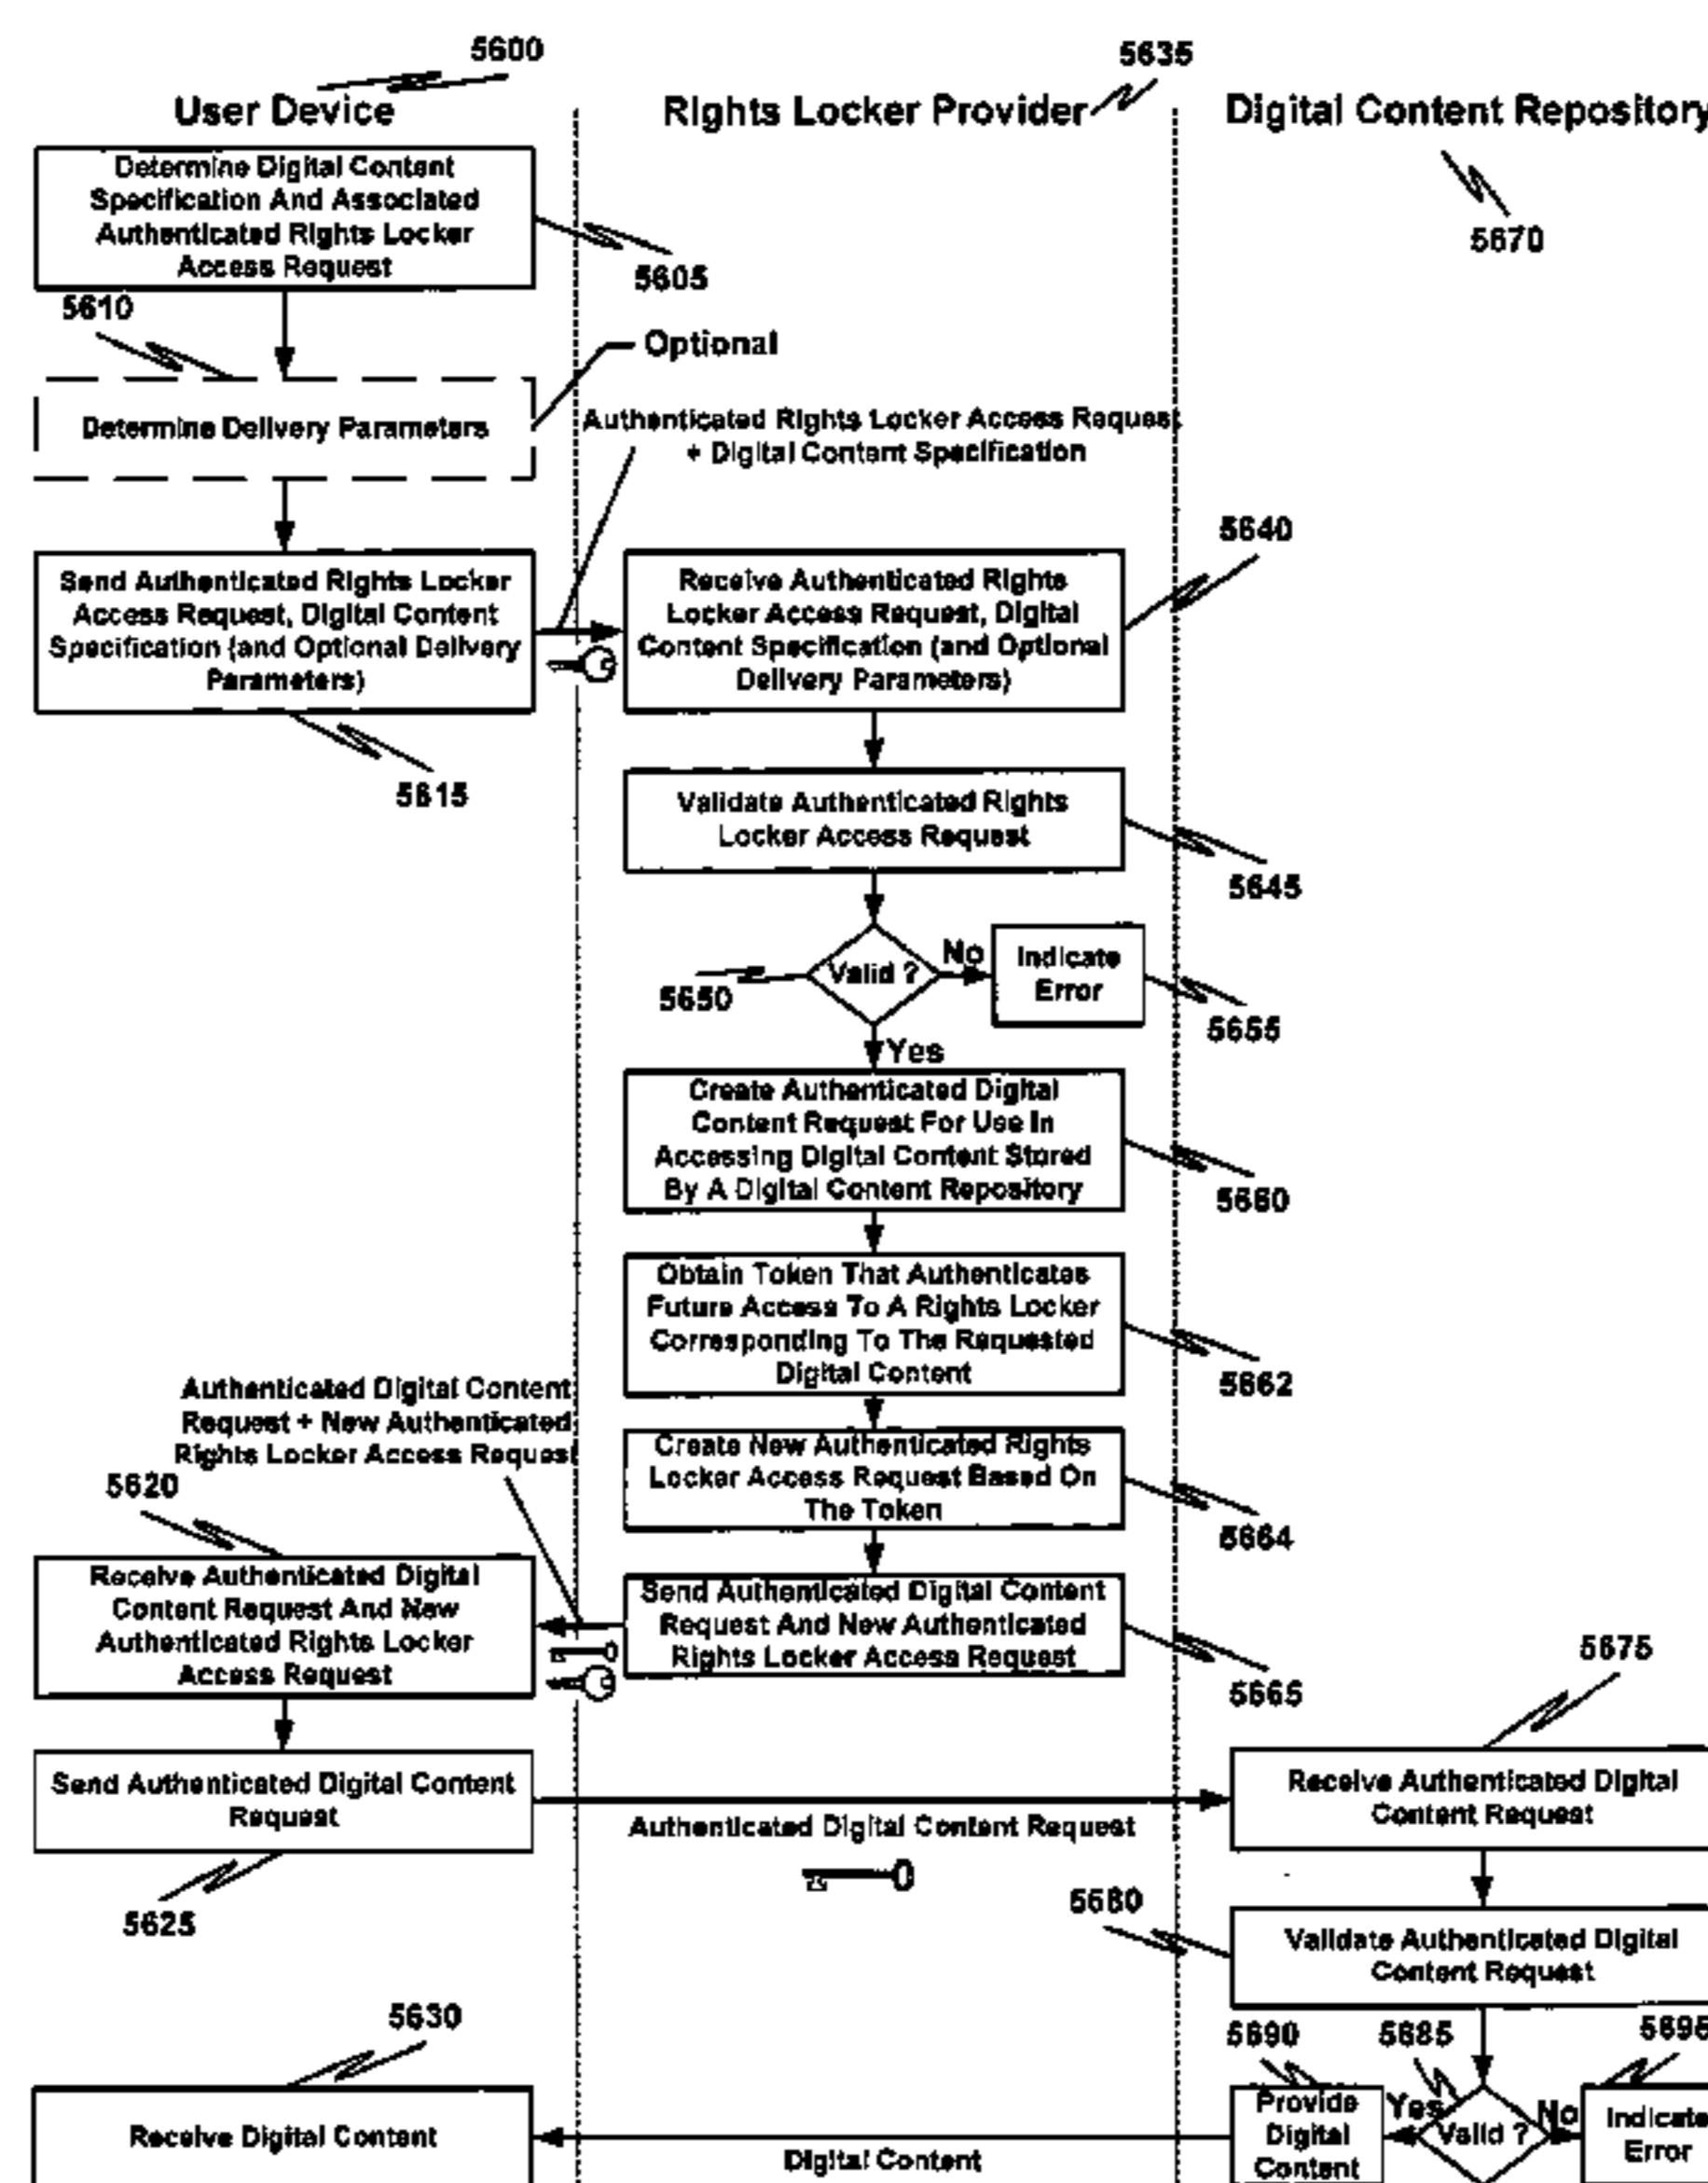 5600
5635
User Device
Rights Locker Provider
Digital Content Repository
5670
Determine Digital Content
Specification And Associated
Authenticated Rights Locker
Access Request
5605
5610
Optional
Determine Delivery Parameters
Authenticated Rights Locker Access Request
+ Digital Content Specification
5640
Send Authenticated Rights Locker
Access Request, Digital Content
Specification (and Optional Delivery
Parameters)
5615
Receive Authenticated Rights
Locker Access Request, Digital
Content Specification (and Optional
Delivery Parameters)
Validate Authenticated Rights
Locker Access Request
5645
Valid ?
No
Indicate
Error
5650
5655
Yes
Create Authenticated Digital
Content Request For Use In
Accessing Digital Content Stored
By A Digital Content Repository
5660
Obtain Token That Authenticates
Future Access To A Rights Locker
Corresponding To The Requested
Digital Content
5662
Authenticated Digital Content
Request + New Authenticated
Rights Locker Access Request
Create New Authenticated Rights
Locker Access Request Based On
The Token
5664
5620
Receive Authenticated Digital
Content Request And New
Authenticated Rights Locker
Access Request
Send Authenticated Digital Content
Request And New Authenticated
Rights Locker Access Request
5665
5675
Send Authenticated Digital Content
Request
5625
Authenticated Digital Content Request
Receive Authenticated Digital
Content Request
5680
Validate Authenticated Digital
Content Request
5630
5690
5685
5695
Receive Digital Content
Digital Content
Provide
Digital
Content
Yes
Valid ?
No
Indicate
Error